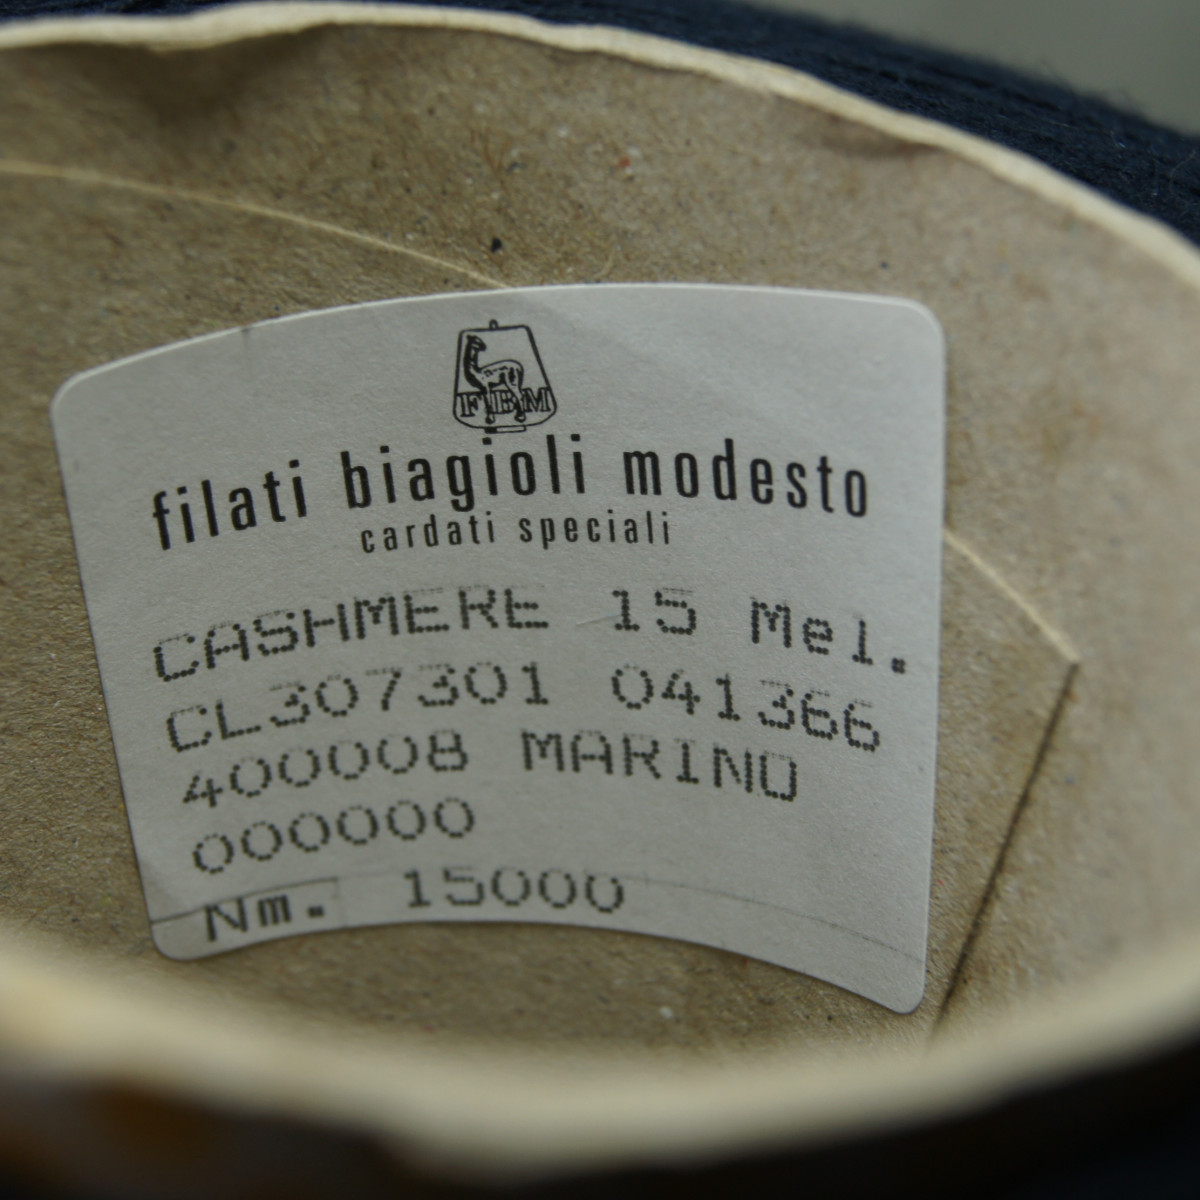 FBM
filati biagioli modesto
cardati speciali
CASHMERE 15 Mel.
CL307301 041366
400008 MARINO
000000
Nm. 15000